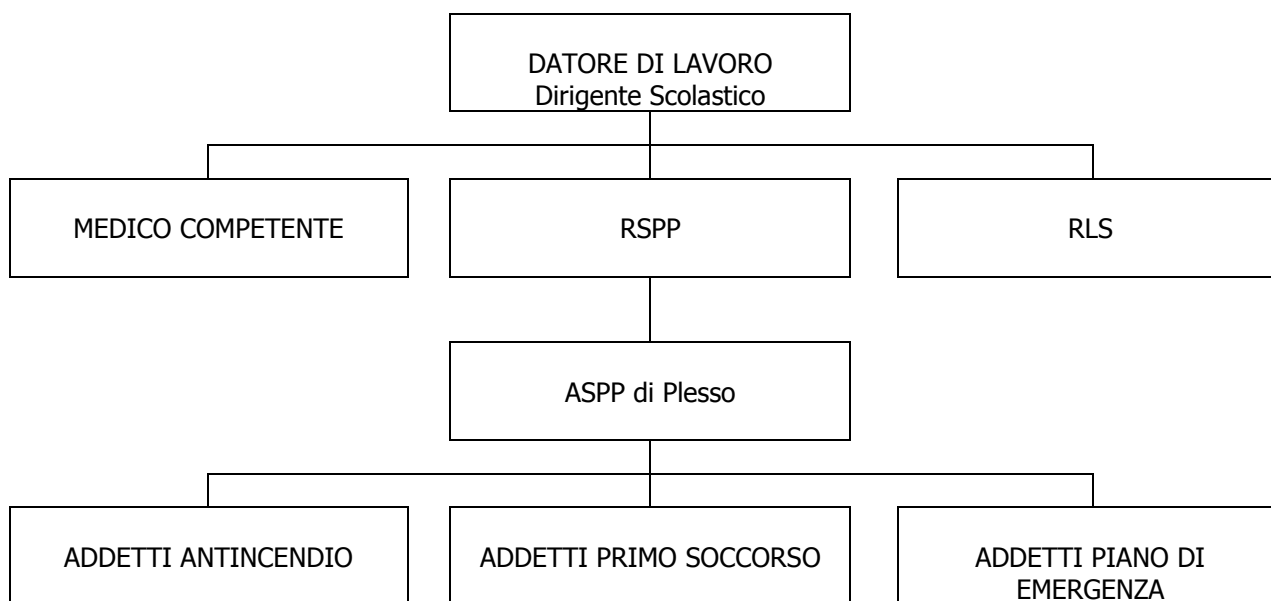 DATORE DI LAVORO
Dirigente Scolastico
MEDICO COMPETENTE
RSPP
RLS
ASPP di Plesso
ADDETTI ANTINCENDIO
ADDETTI PRIMO SOCCORSO
ADDETTI PIANO DI
EMERGENZA